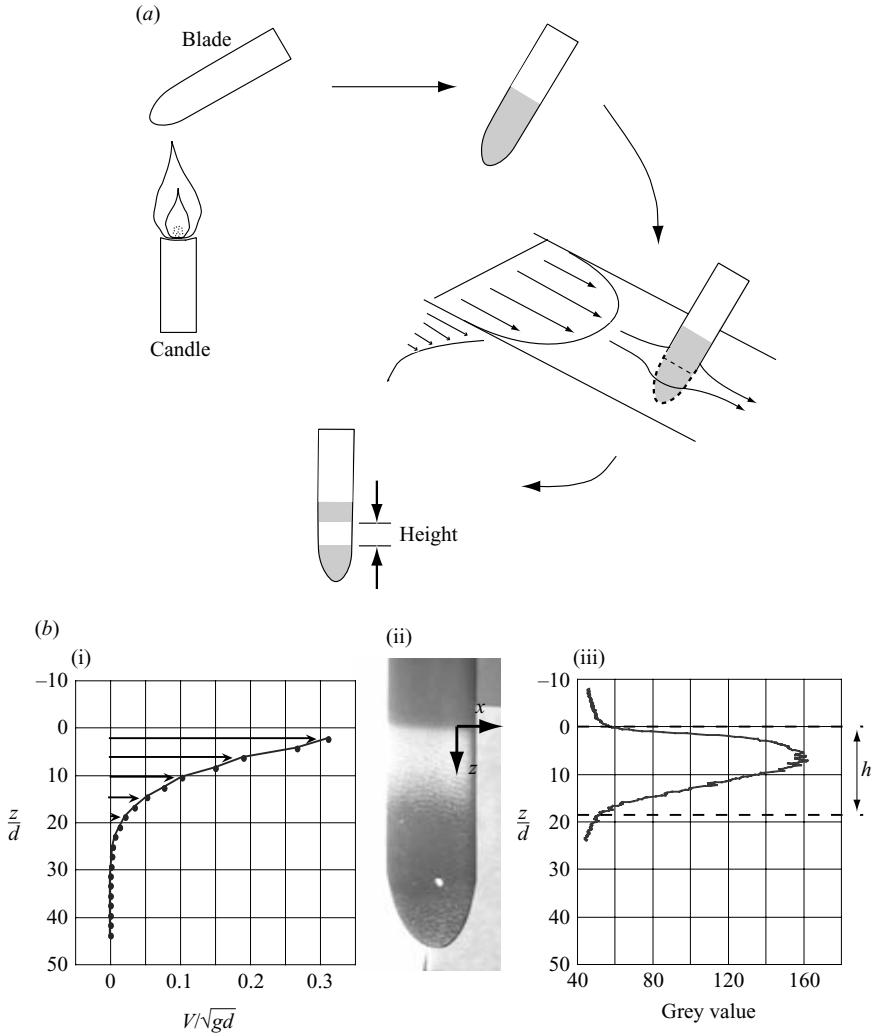 (a)
Blade
Candle
Height
(b)
(i)
–10
0
10
20
30
40
50
z/d
0 0.1 0.2 0.3
V/√gd
(ii)
x
z
(iii)
–10
0
10
20
30
40
50
z/d
h
40 80 120 160
Grey value